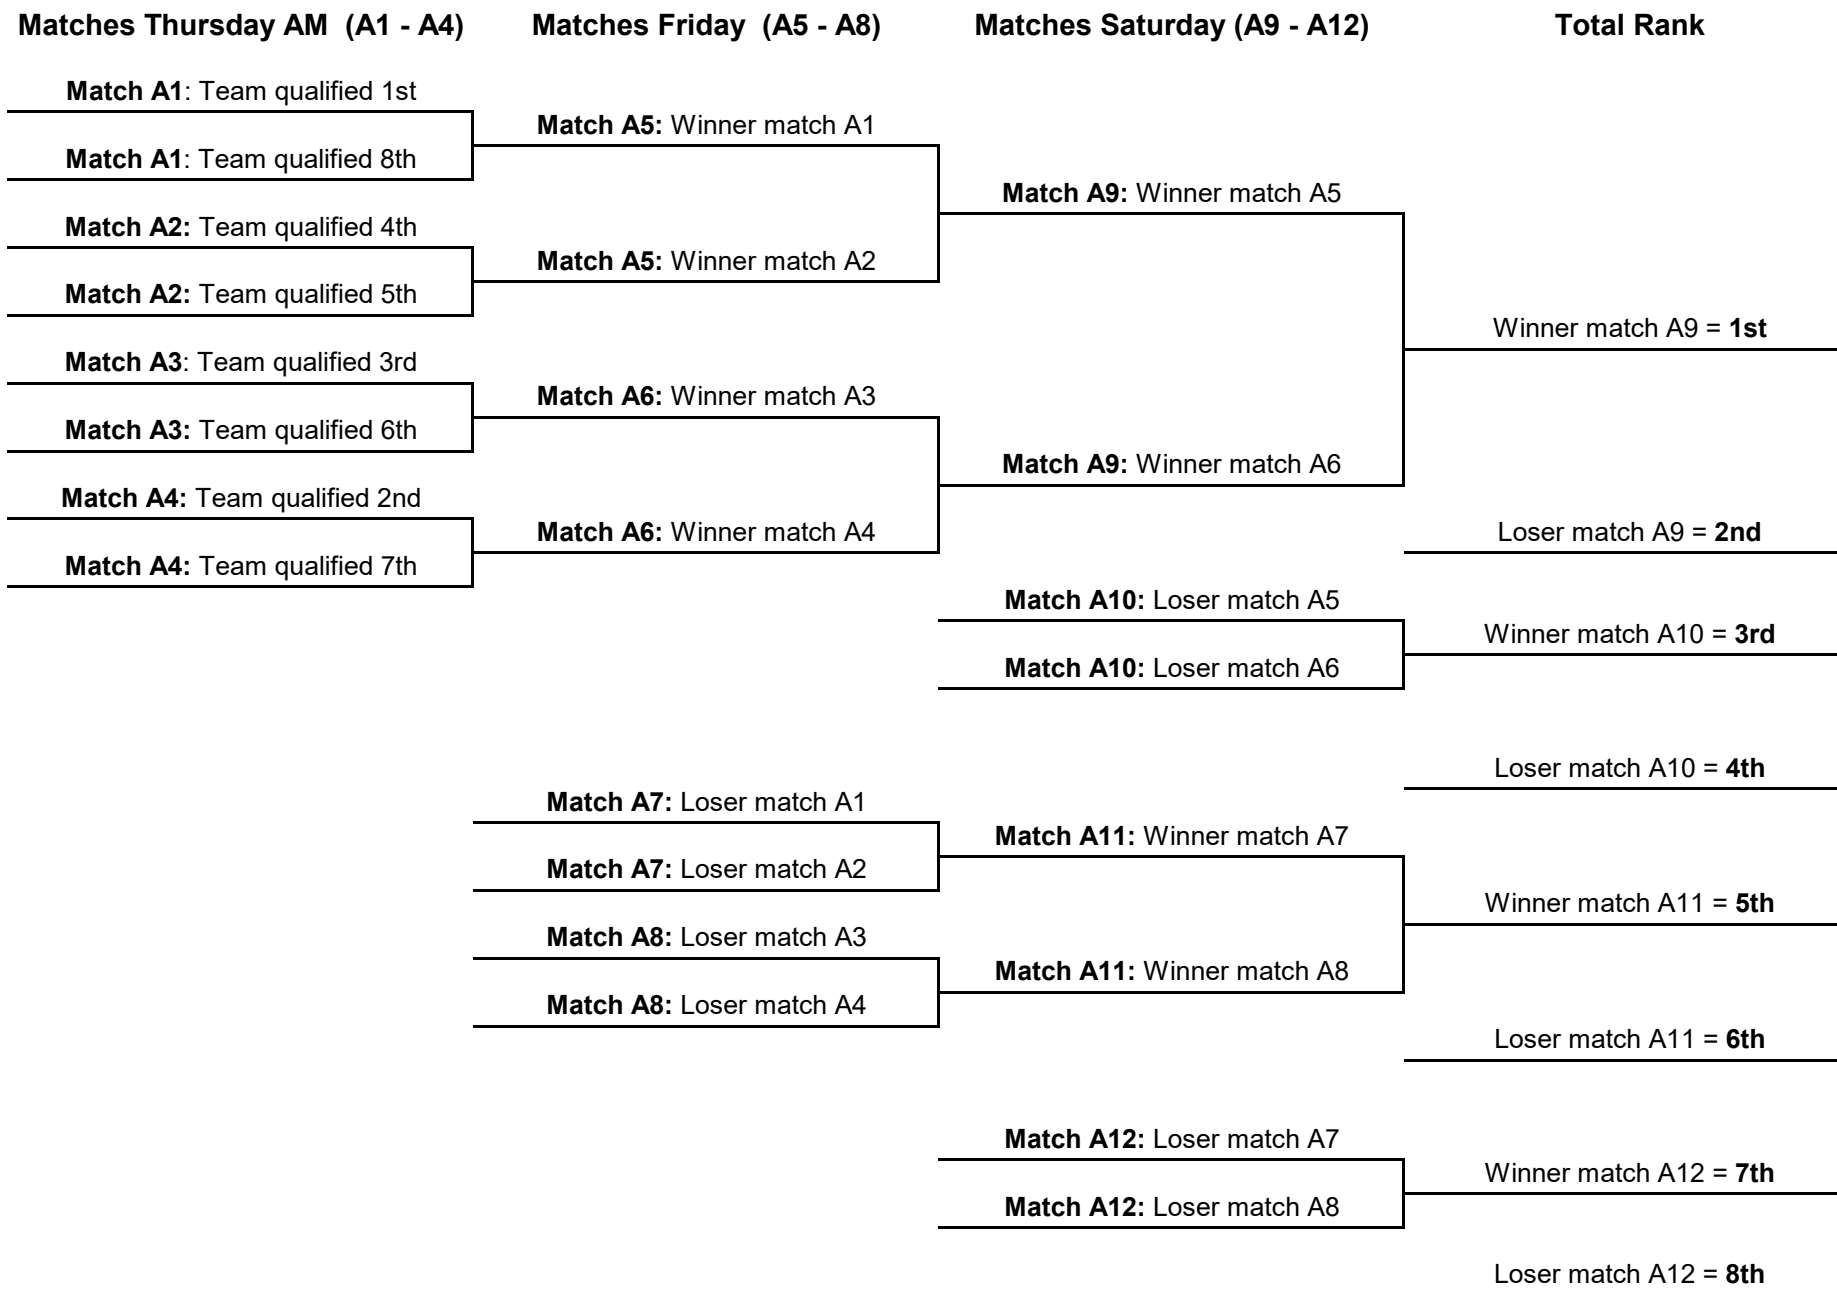 Matches Thursday AM  (A1 - A4)
Match A1: Team qualified 1st
Match A1: Team qualified 8th
Match A2: Team qualified 4th
Match A2: Team qualified 5th
Match A3: Team qualified 3rd
Match A3: Team qualified 6th
Match A4: Team qualified 2nd
Match A4: Team qualified 7th
Matches Friday  (A5 - A8)
Match A5: Winner match A1
Match A5: Winner match A2
Match A6: Winner match A3
Match A6: Winner match A4
Match A7: Loser match A1
Match A7: Loser match A2
Match A8: Loser match A3
Match A8: Loser match A4
Matches Saturday (A9 - A12)
Match A9: Winner match A5
Match A9: Winner match A6
Match A10: Loser match A5
Match A10: Loser match A6
Match A11: Winner match A7
Match A11: Winner match A8
Match A12: Loser match A7
Match A12: Loser match A8
Total Rank
Winner match A9 = 1st
Loser match A9 = 2nd
Winner match A10 = 3rd
Loser match A10 = 4th
Winner match A11 = 5th
Loser match A11 = 6th
Winner match A12 = 7th
Loser match A12 = 8th